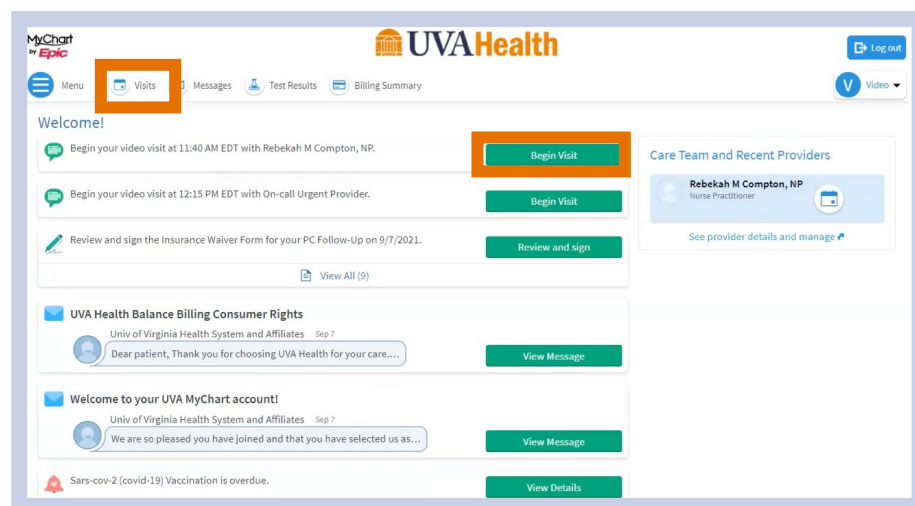 MyChart
by Epic
UVAHealth
Log out
Menu
Visits
Messages
Test Results
Billing Summary
V
Video
Welcome!
Begin your video visit at 11:40 AM EDT with Rebekah M Compton, NP.
Begin Visit
Begin your video visit at 12:15 PM EDT with On-call Urgent Provider.
Begin Visit
Review and sign the Insurance Waiver Form for your PC Follow-Up on 9/7/2021.
Review and sign
View All (9)
UVA Health Balance Billing Consumer Rights
Univ of Virginia Health System and Affiliates Sep 7
Dear patient, Thank you for choosing UVA Health for your care....
View Message
Welcome to your UVA MyChart account!
Univ of Virginia Health System and Affiliates Sep 7
We are so pleased you have joined and that you have selected us as...
View Message
Sars-cov-2 (covid-19) Vaccination is overdue.
View Details
Care Team and Recent Providers
Rebekah M Compton, NP
Nurse Practitioner
See provider details and manage